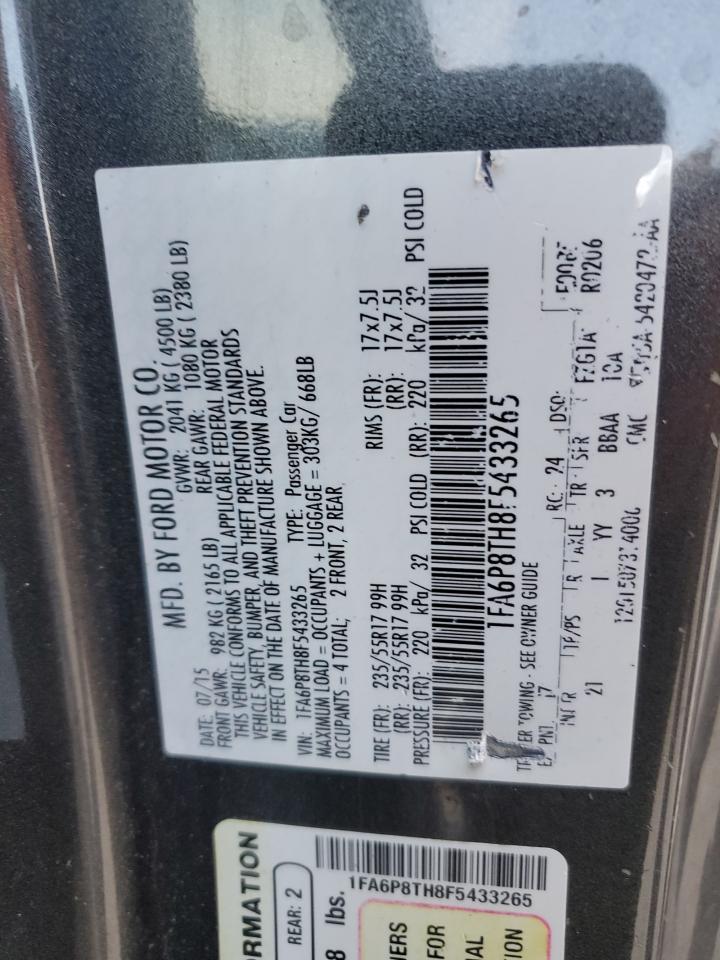 MFD. BY FORD MOTOR CO.
DATE: 07/15 GVWR: 2041 KG ( 4500 LB)
FRONT GAWR: 982 KG ( 2165 LB) REAR GAWR: 1080 KG ( 2380 LB)
THIS VEHICLE CONFORMS TO ALL APPLICABLE FEDERAL MOTOR
VEHICLE SAFETY, BUMPER, AND THEFT PREVENTION STANDARDS
IN EFFECT ON THE DATE OF MANUFACTURE SHOWN ABOVE.
VIN: 1FA6P8TH8F5433265 TYPE: Passenger Car
MAXIMUM LOAD = OCCUPANTS + LUGGAGE = 303KG/ 668LB
OCCUPANTS = 4 TOTAL; 2 FRONT, 2 REAR
TIRE (FR): 235/55R17 99H RIMS (FR): 17x7.5J
(RR): 235/55R17 99H (RR): 17x7.5J
PRESSURE (FR): 220 kPa/ 32 PSI COLD (RR): 220 kPa/ 32 PSI COLD
1FA6P8TH8F5433265
TOWING - SEE OWNER GUIDE
RC: 24 DSO:
TP/PS R AXLE TR
21 I YY 3 BBAA
R0206
ORMATION
REAR: 2
lbs.
1FA6P8TH8F5433265
FOR